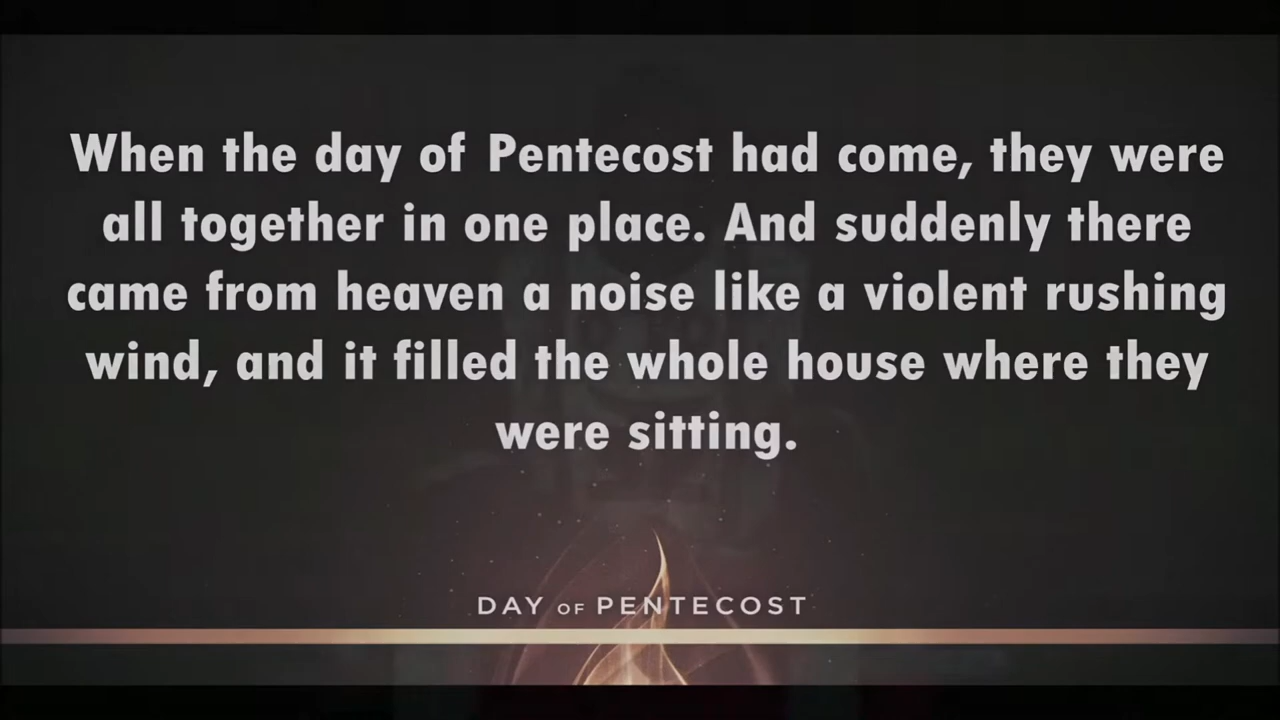 When the day of Pentecost had come, they were
all together in one place. And suddenly there
came from heaven a noise like a violent rushing
wind, and it filled the whole house where they
were sitting.
DAY OF PENTECOST